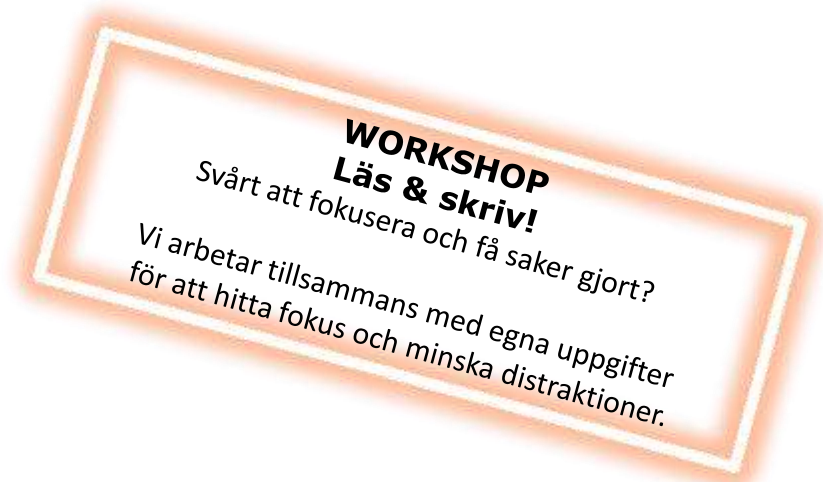 WORKSHOP
Läs & skriv!
Svårt att fokusera och få saker gjort?
Vi arbetar tillsammans med egna uppgifter
för att hitta fokus och minska distraktioner.